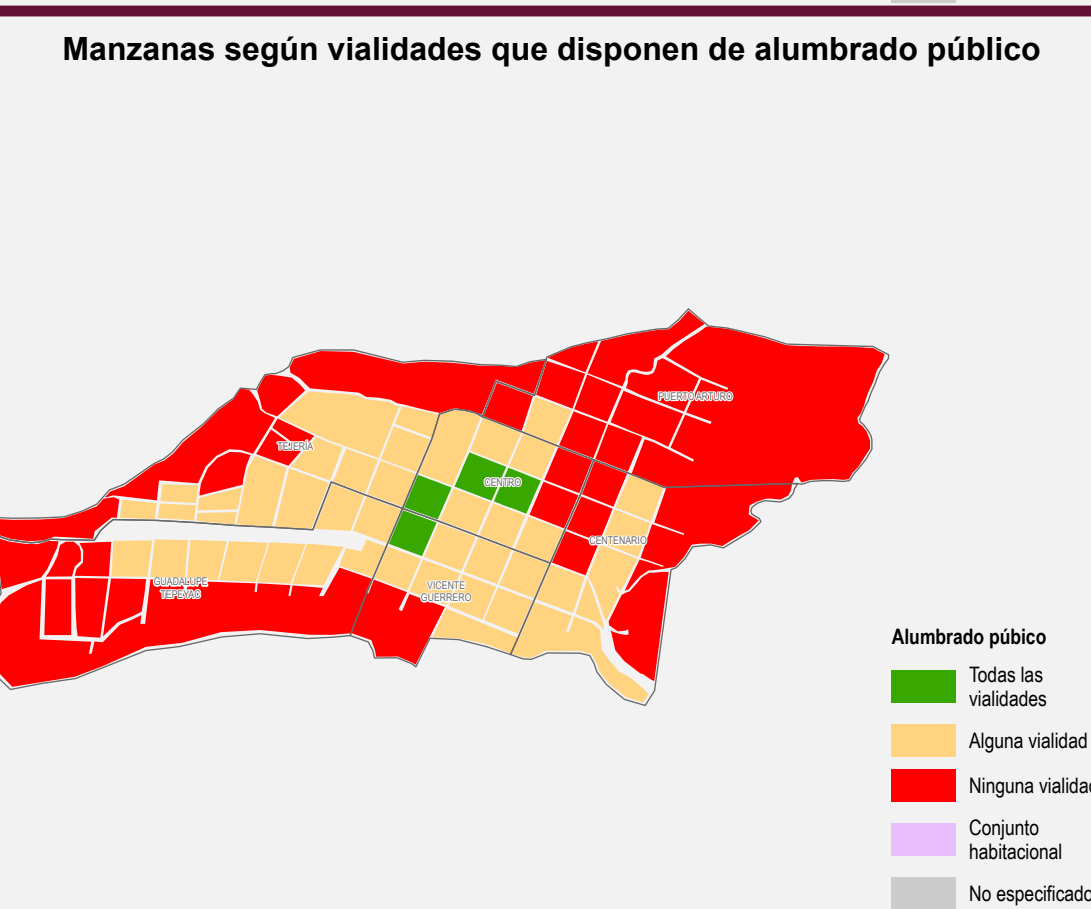 Manzanas según vialidades que disponen de alumbrado público
PUERTO ARTURO
TEJERÍA
CENTRO
CENTENARIO
GUADALUPE
TEPEYAC
VICENTE
GUERRERO
Alumbrado púbico
Todas las
vialidades
Alguna vialidad
Ninguna vialidad
Conjunto
habitacional
No especificado